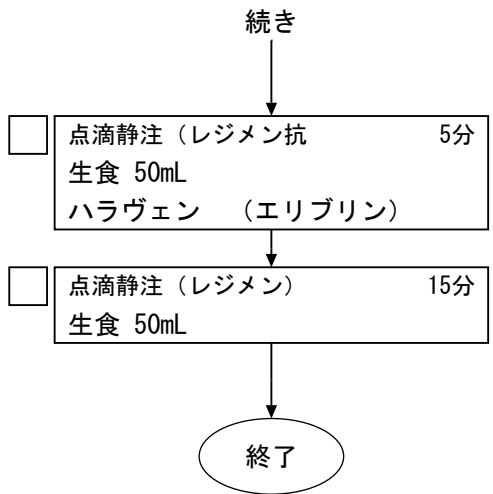 続き
点滴静注（レジメン抗 5分
生食 50mL
ハラヴェン （エリブリン）
点滴静注（レジメン） 15分
生食 50mL
終了